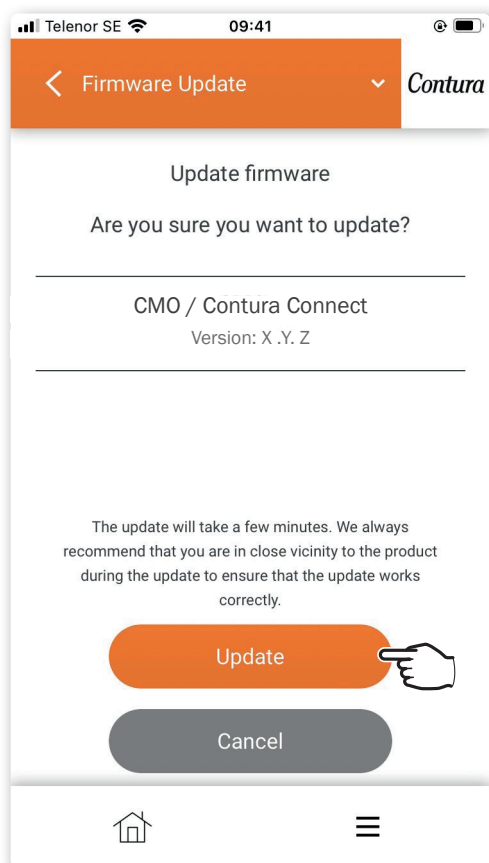 Telenor SE 09:41
Firmware Update
Contura
Update firmware
Are you sure you want to update?
CMO / Contura Connect
Version: X .Y. Z
The update will take a few minutes. We always
recommend that you are in close vicinity to the product
during the update to ensure that the update works
correctly.
Update
Cancel